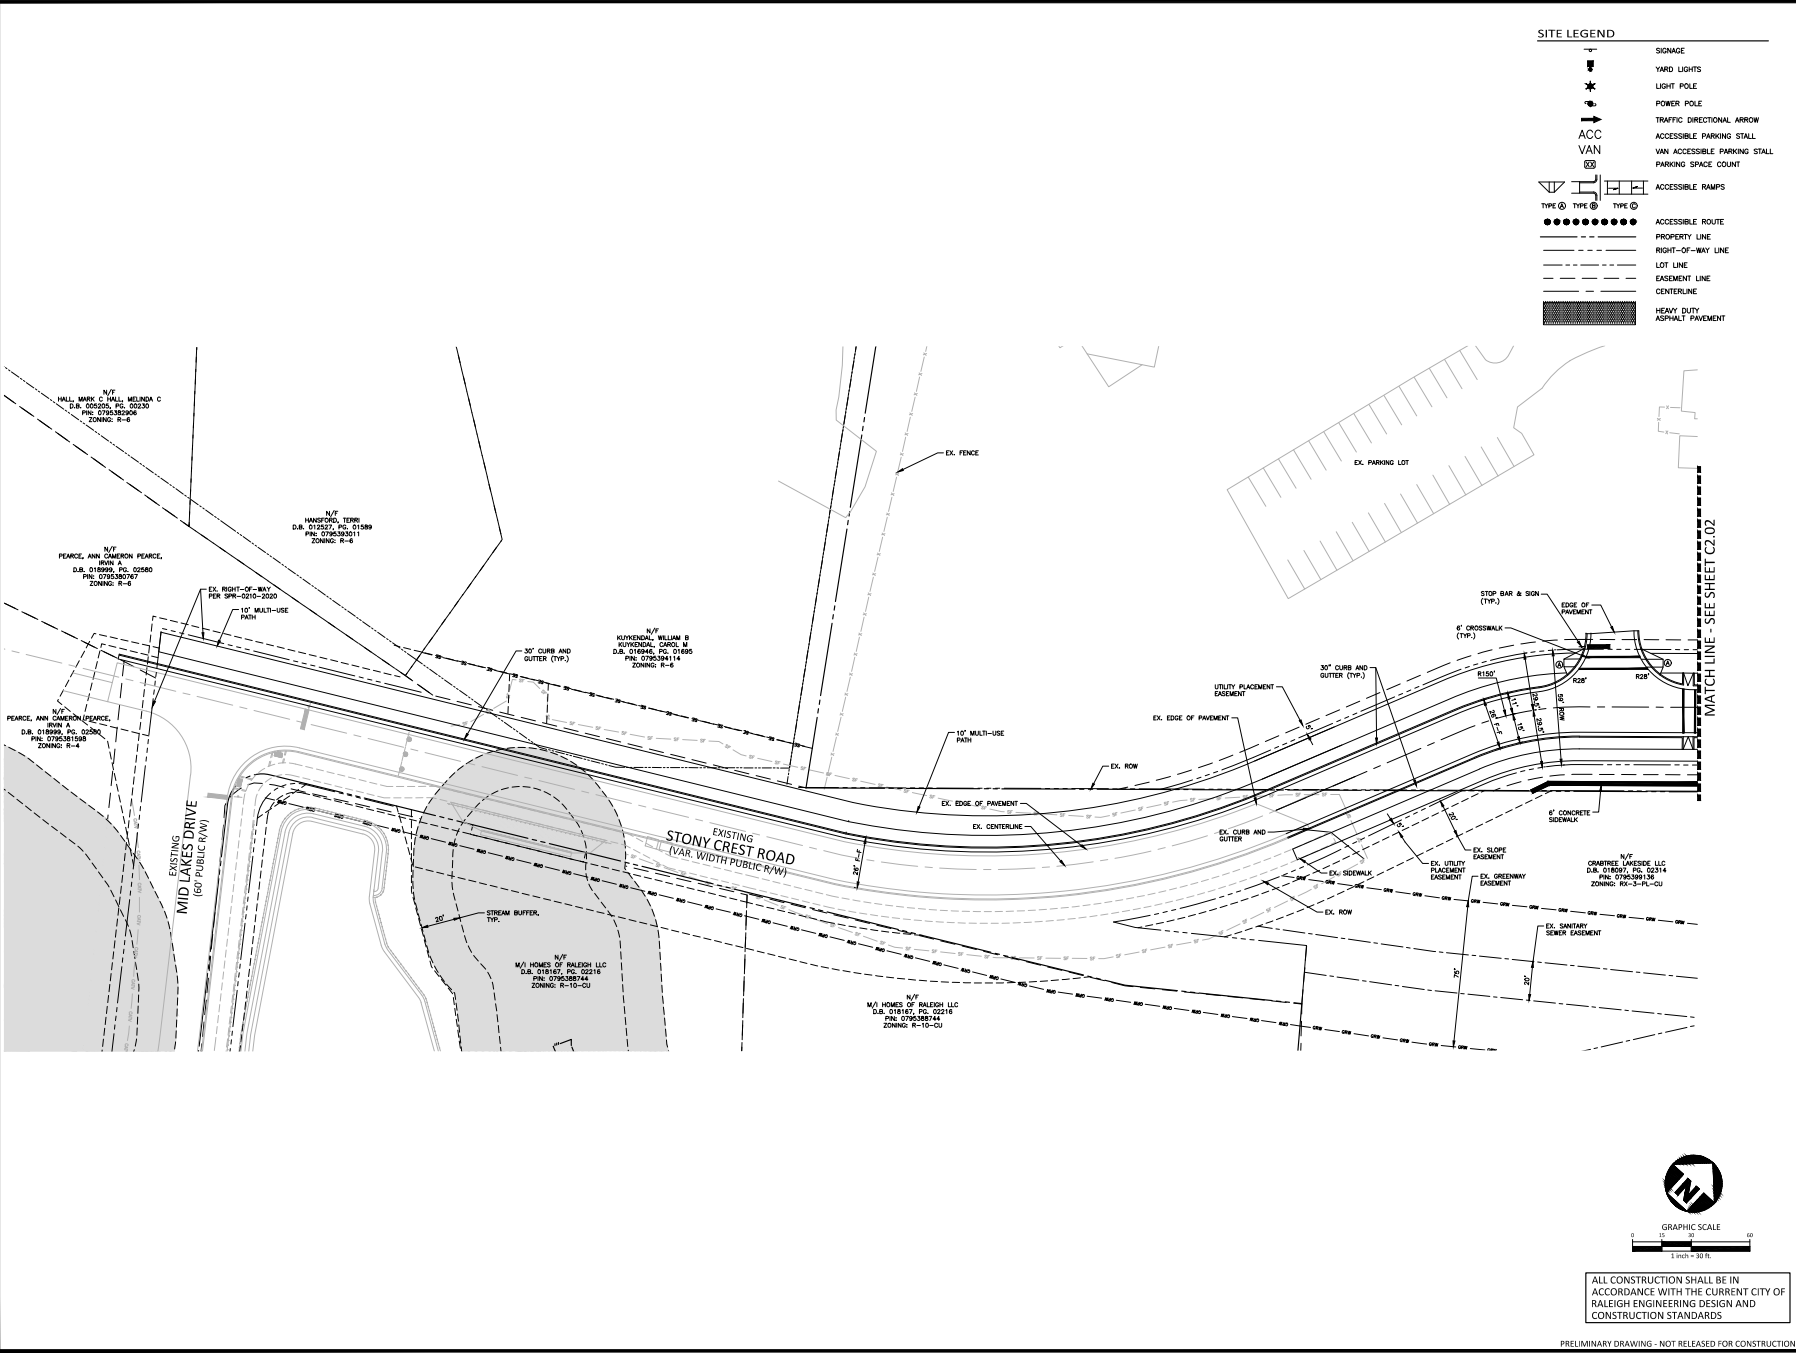 SITE LEGEND
SIGNAGE
YARD LIGHTS
LIGHT POLE
POWER POLE
TRAFFIC DIRECTIONAL ARROW
ACC ACCESSIBLE PARKING STALL
VAN VAN ACCESSIBLE PARKING STALL
XX PARKING SPACE COUNT
ACCESSIBLE RAMPS
TYPE A TYPE B TYPE C
ACCESSIBLE ROUTE
PROPERTY LINE
RIGHT-OF-WAY LINE
LOT LINE
EASEMENT LINE
CENTERLINE
HEAVY DUTY
ASPHALT PAVEMENT
N/F
HALL, MARK C HALL, MELINDA C
D.B. 005205, PG. 00230
PIN: 0795382906
ZONING: R-6
N/F
HANSFORD, TERRI
D.B. 012527, PG. 01589
PIN: 0795393011
ZONING: R-6
N/F
PEARCE, ANN CAMERON PEARCE,
IRVIN A
D.B. 018999, PG. 02580
PIN: 0795380767
ZONING: R-6
EX. RIGHT-OF-WAY
PER SPR-0210-2020
10' MULTI-USE
PATH
N/F
PEARCE, ANN CAMERON PEARCE,
IRVIN A
D.B. 018999, PG. 02580
PIN: 0795381598
ZONING: R-4
EXISTING
MID LAKES DRIVE
(60' PUBLIC R/W)
30" CURB AND
GUTTER (TYP.)
N/F
KUYKENDAL, WILLIAM B
KUYKENDAL, CAROL M
D.B. 016946, PG. 01695
PIN: 0795394114
ZONING: R-6
EX. FENCE
EX. PARKING LOT
STOP BAR & SIGN
(TYP.)
EDGE OF
PAVEMENT
6' CROSSWALK
(TYP.)
A
A
R28'
R28'
R150'
30" CURB AND
GUTTER (TYP.)
UTILITY PLACEMENT
EASEMENT
5'
EX. EDGE OF PAVEMENT
11'
15'
29.5'
29.5'
59' ROW
26' F-F
MATCH LINE - SEE SHEET C2.02
10' MULTI-USE
PATH
EX. ROW
EX. EDGE OF PAVEMENT
EX. CENTERLINE
EXISTING
STONY CREST ROAD
(VAR. WIDTH PUBLIC R/W)
26' F-F
EX. CURB AND
GUTTER
EX. SIDEWALK
EX. ROW
5'
20'
EX. SLOPE
EASEMENT
EX. UTILITY
PLACEMENT
EASEMENT
EX. GREENWAY
EASEMENT
6' CONCRETE
SIDEWALK
N/F
CRABTREE LAKESIDE LLC
D.B. 018097, PG. 02314
PIN: 0795399136
ZONING: RX-3-PL-CU
EX. SANITARY
SEWER EASEMENT
75'
20'
20'
STREAM BUFFER,
TYP.
N/F
M/I HOMES OF RALEIGH LLC
D.B. 018167, PG. 02216
PIN: 0795388744
ZONING: R-10-CU
N/F
M/I HOMES OF RALEIGH LLC
D.B. 018167, PG. 02216
PIN: 0795388744
ZONING: R-10-CU
N
GRAPHIC SCALE
0 15 30 60
1 inch = 30 ft.
ALL CONSTRUCTION SHALL BE IN
ACCORDANCE WITH THE CURRENT CITY OF
RALEIGH ENGINEERING DESIGN AND
CONSTRUCTION STANDARDS
PRELIMINARY DRAWING - NOT RELEASED FOR CONSTRUCTION